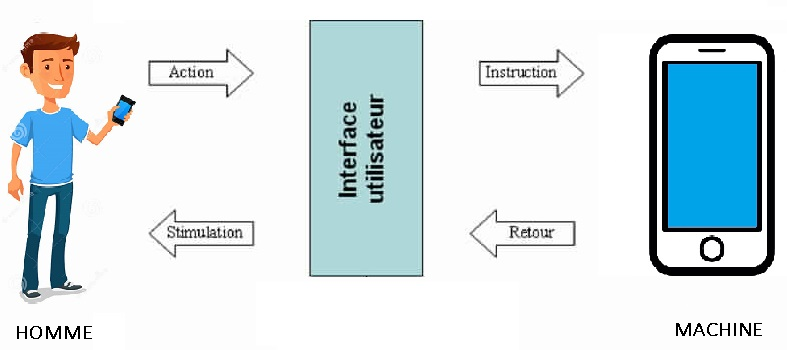 Action
Interface
utilisateur
Instruction
Stimulation
Retour
HOMME
MACHINE